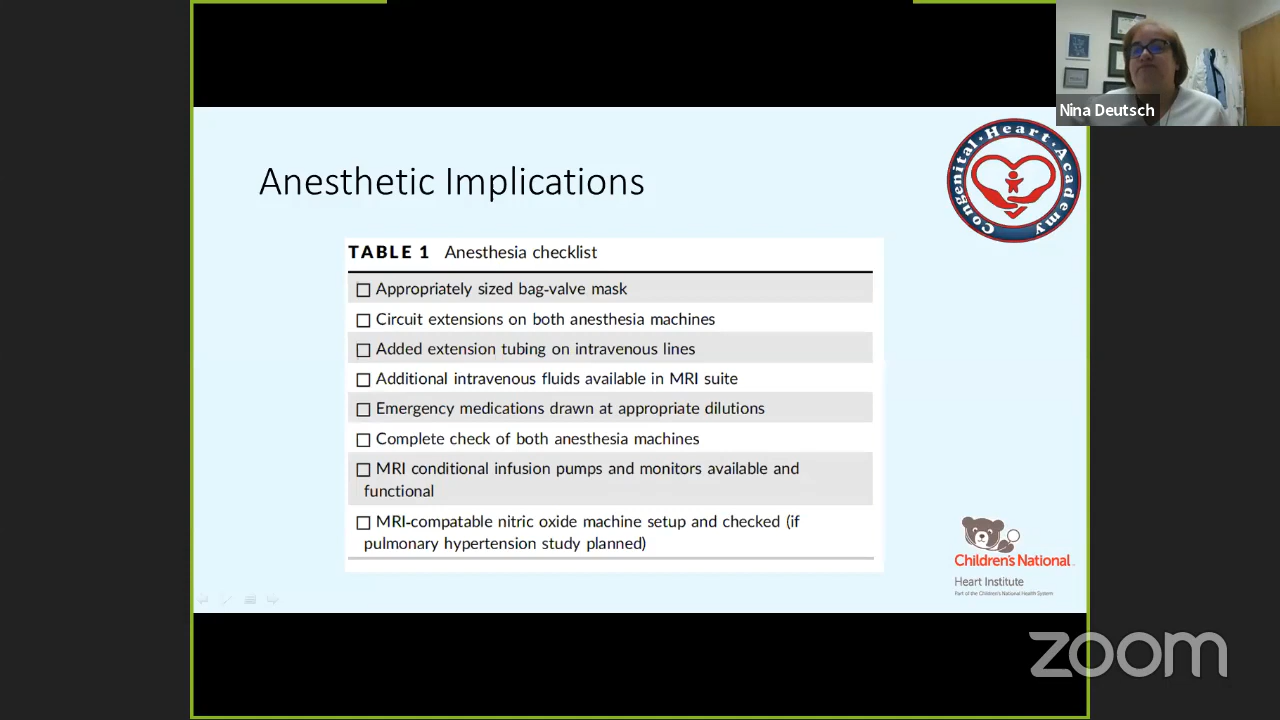 Nina Deutsch
Anesthetic Implications
Congenital Heart Academy
TABLE 1 Anesthesia checklist
Appropriately sized bag-valve mask
Circuit extensions on both anesthesia machines
Added extension tubing on intravenous lines
Additional intravenous fluids available in MRI suite
Emergency medications drawn at appropriate dilutions
Complete check of both anesthesia machines
MRI conditional infusion pumps and monitors available and
functional
MRI-compatable nitric oxide machine setup and checked (if
pulmonary hypertension study planned)
Children's National
Heart Institute
Part of the Children's National Health System
zoom